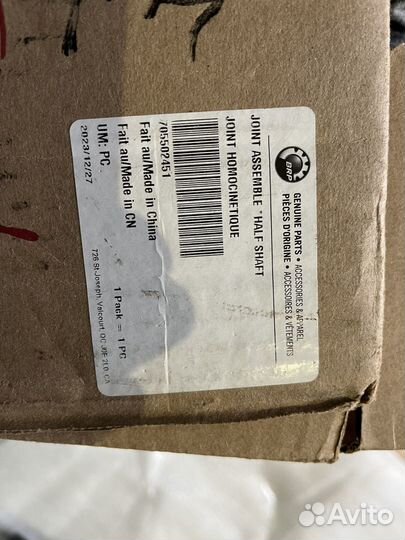 BRP
GENUINE PARTS • ACCESSORIES & APPAREL
PIÈCES D'ORIGINE • ACCESSOIRES & VÊTEMENTS
JOINT ASSEMBLE *HALF SHAFT
JOINT HOMOCINETIQUE
705502451
Fait au/Made in China
Fait au/Made in CN
UM: PC
2023/12/27
1 Pack = 1 PC
726 St-Joseph, Valcourt, QC J0E 2L0, CA
Avito